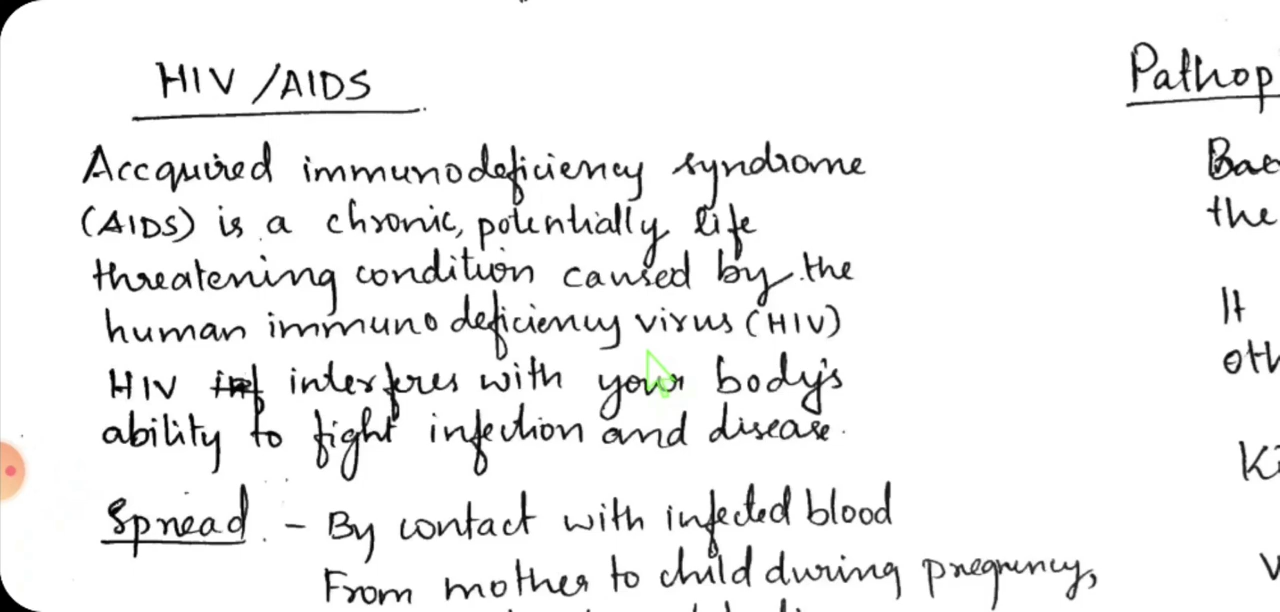 HIV /AIDS
Accquired immunodeficiency syndrome
(AIDS) is a chronic, potentially life
threatening condition caused by the
human immuno deficiency virus (HIV)
HIV interferes with your body's
ability to fight infection and disease.
Spread - By contact with infected blood
From mother to child during pregnency,
Pathop
the
It
oth